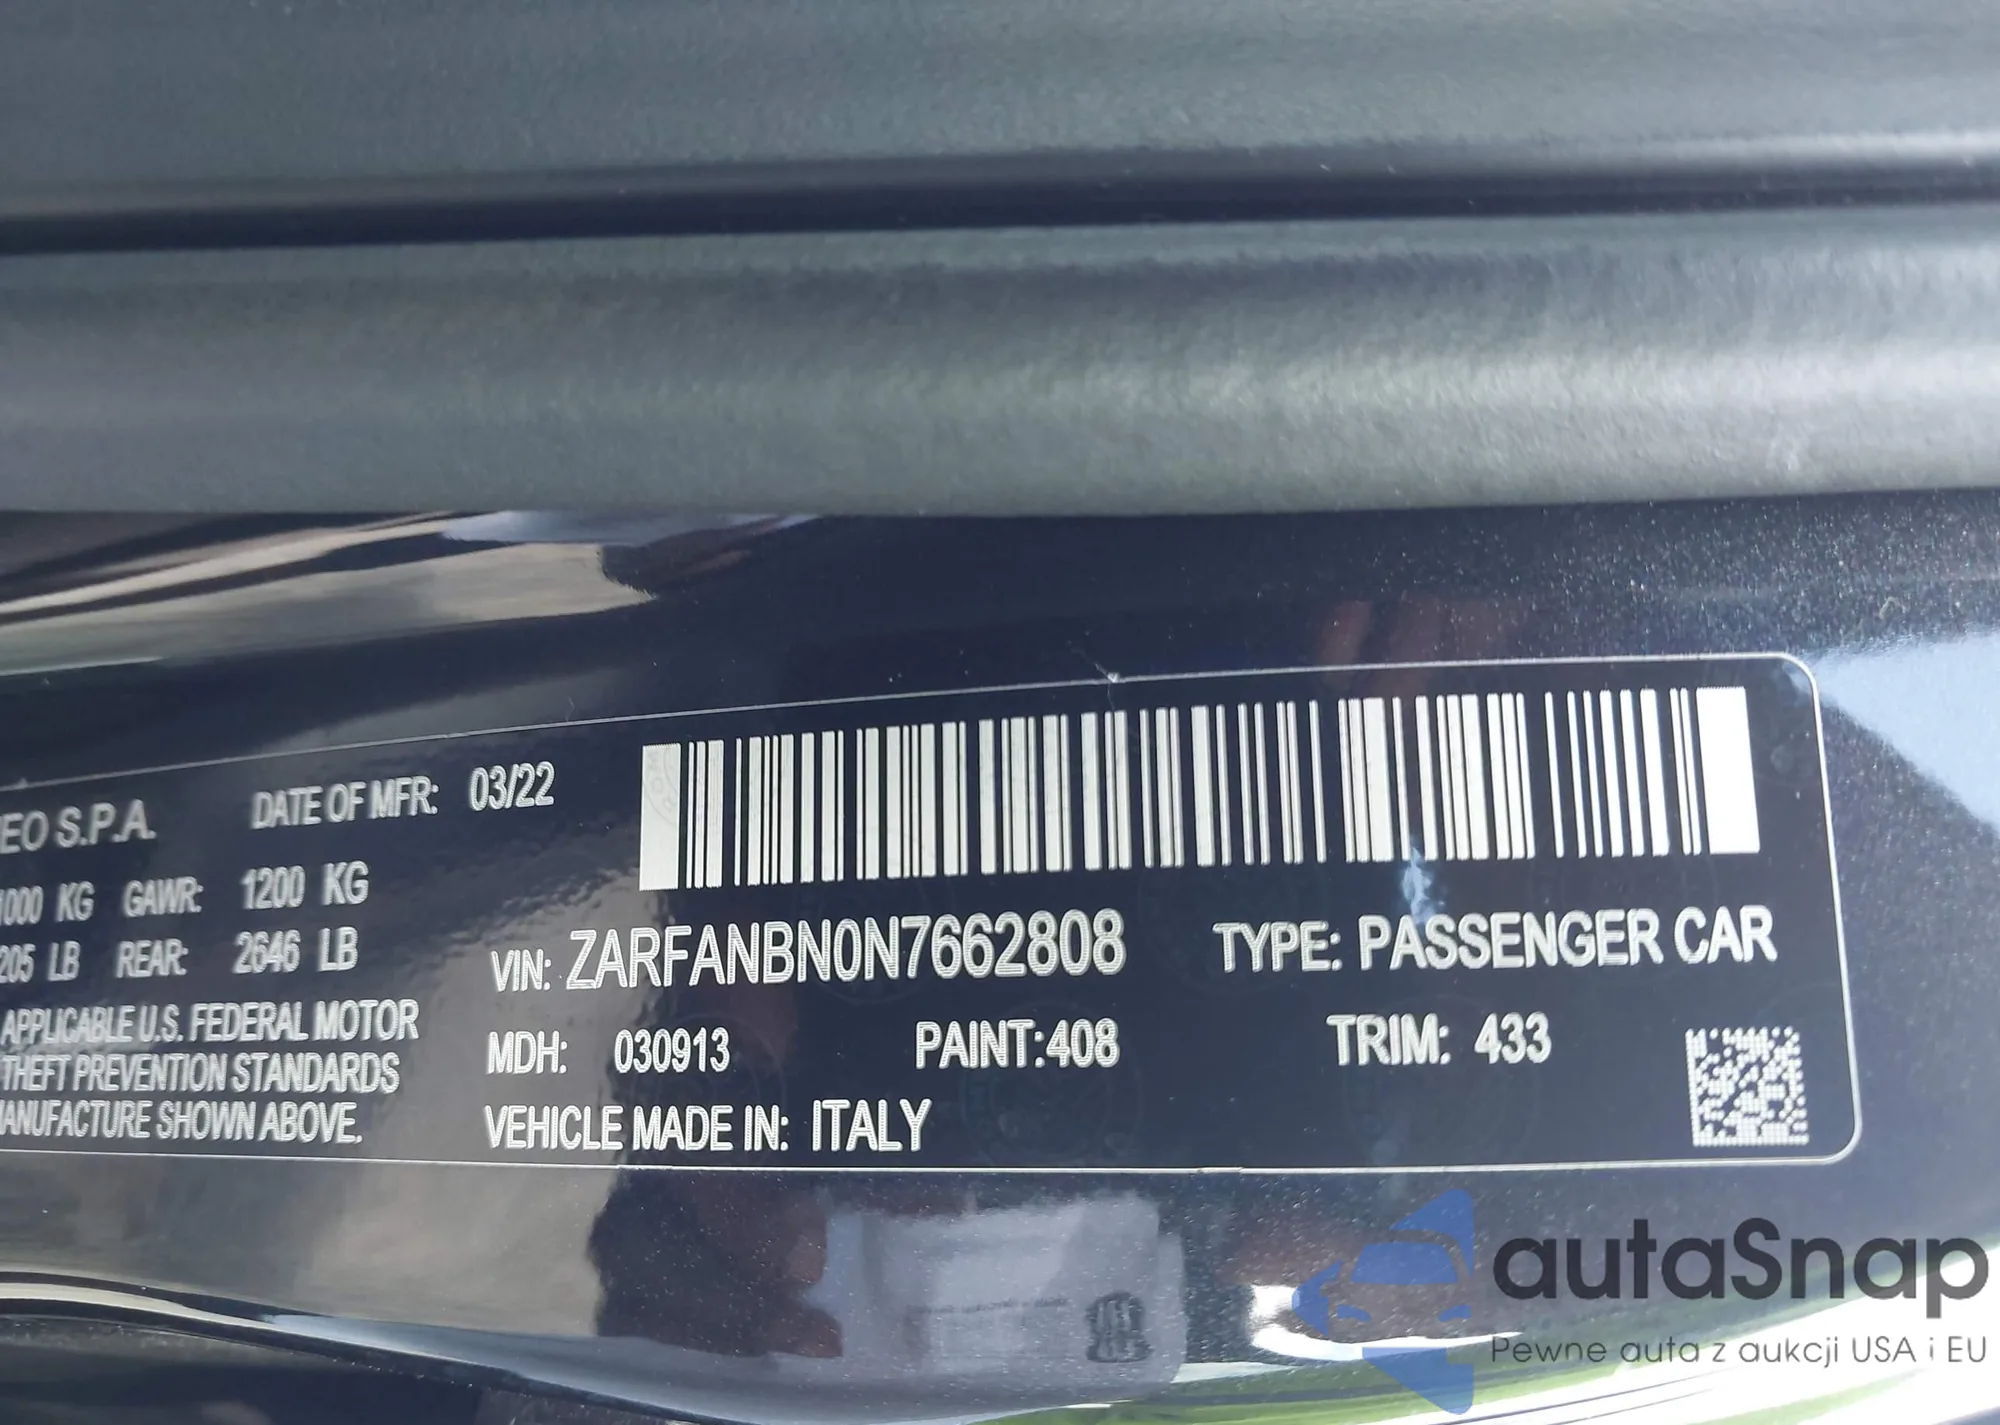 EO S.P.A. DATE OF MFR: 03/22
1000 KG GAWR: 1200 KG
205 LB REAR: 2646 LB
APPLICABLE U.S. FEDERAL MOTOR
THEFT PREVENTION STANDARDS
MANUFACTURE SHOWN ABOVE.
VIN: ZARFANBN0N7662808 TYPE: PASSENGER CAR
MDH: 030913 PAINT:408 TRIM: 433
VEHICLE MADE IN: ITALY
autaSnap
Pewne auta z aukcji USA i EU